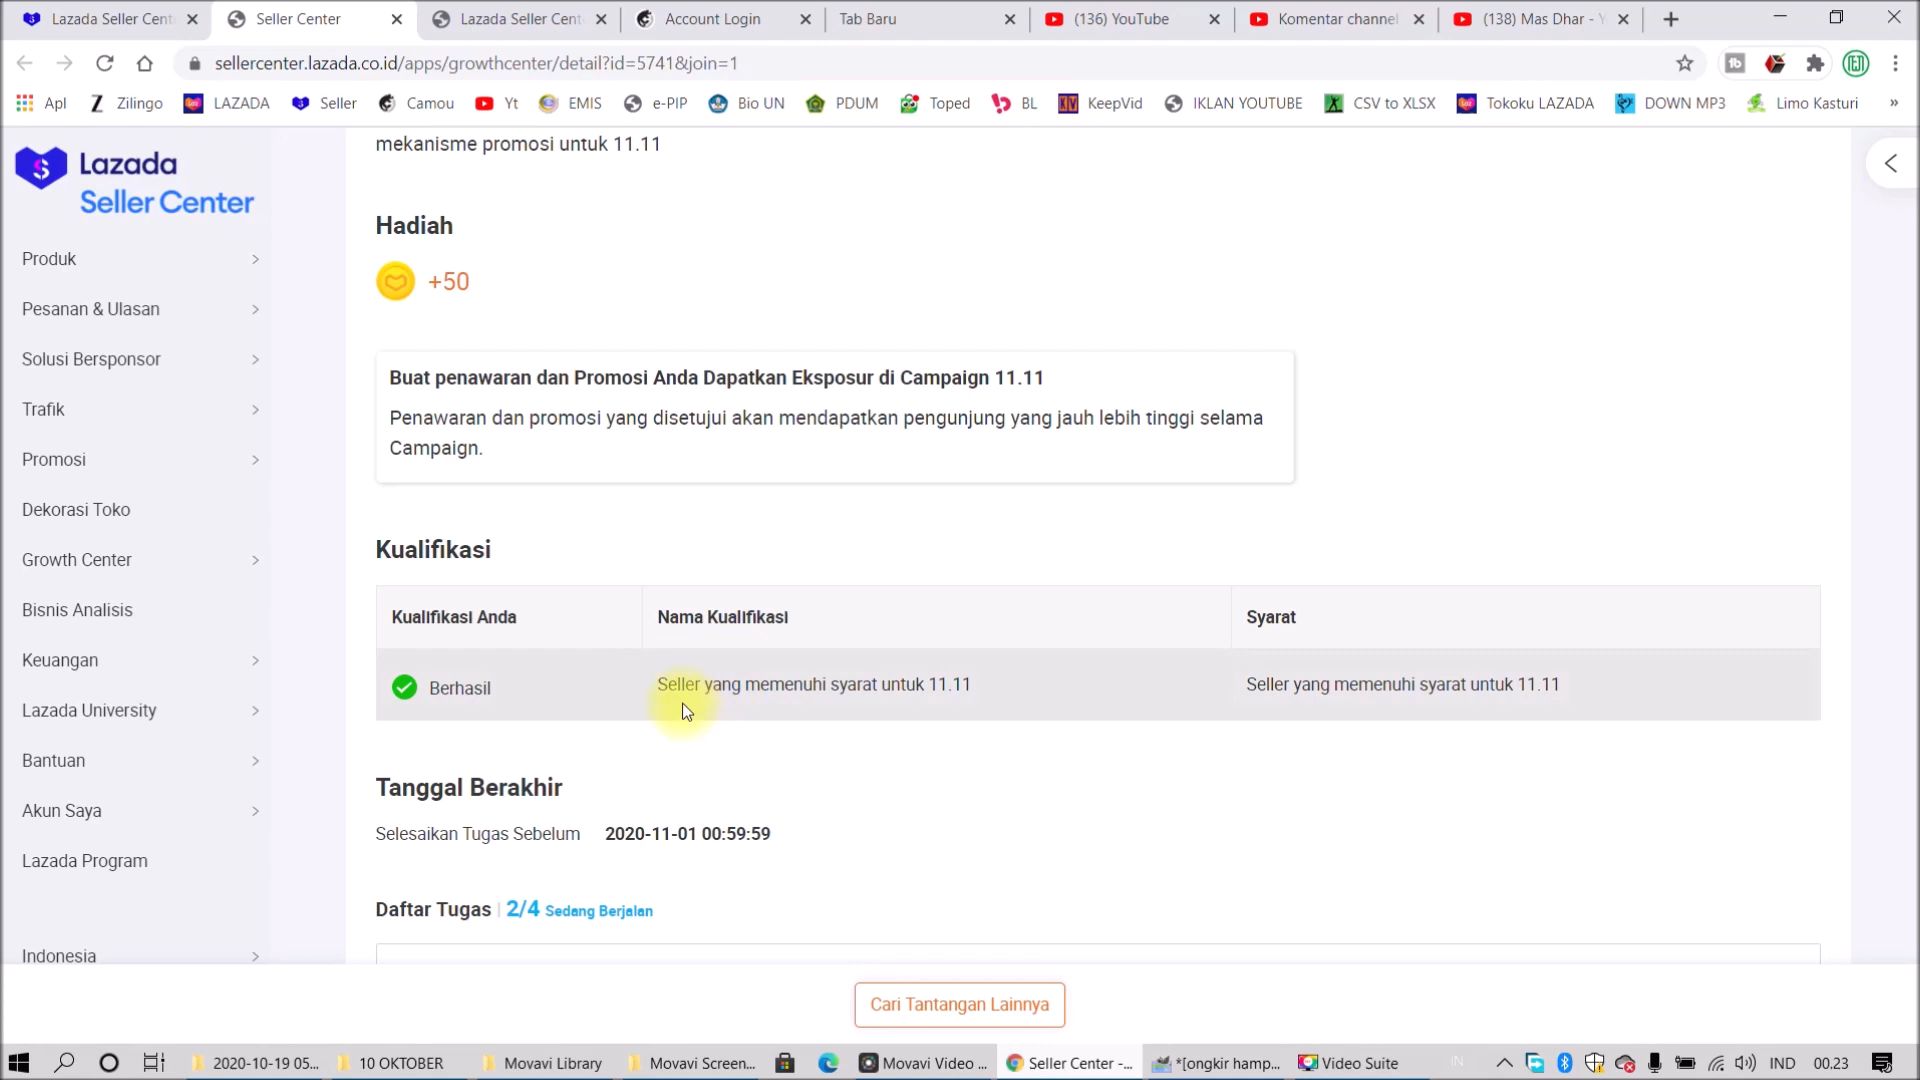 Lazada Seller Cent
Seller Center
Lazada Seller Cent
Account Login
Tab Baru
(136) YouTube
Komentar channel
(138) Mas Dhar - Y
sellercenter.lazada.co.id/apps/growthcenter/detail?id=5741&join=1
Apl
Zilingo
LAZADA
Seller
Camou
Yt
EMIS
e-PIP
Bio UN
PDUM
Toped
BL
KeepVid
IKLAN YOUTUBE
CSV to XLSX
Tokoku LAZADA
DOWN MP3
Limo Kasturi
»
Lazada
Seller Center
Produk
Pesanan & Ulasan
Solusi Bersponsor
Trafik
Promosi
Dekorasi Toko
Growth Center
Bisnis Analisis
Keuangan
Lazada University
Bantuan
Akun Saya
Lazada Program
Indonesia
mekanisme promosi untuk 11.11
Hadiah
+50
Buat penawaran dan Promosi Anda Dapatkan Eksposur di Campaign 11.11
Penawaran dan promosi yang disetujui akan mendapatkan pengunjung yang jauh lebih tinggi selama
Campaign.
Kualifikasi
Kualifikasi Anda
Nama Kualifikasi
Syarat
Berhasil
Seller yang memenuhi syarat untuk 11.11
Seller yang memenuhi syarat untuk 11.11
Tanggal Berakhir
Selesaikan Tugas Sebelum 2020-11-01 00:59:59
Daftar Tugas | 2/4 Sedang Berjalan
Cari Tantangan Lainnya
2020-10-19 05...
10 OKTOBER
Movavi Library
Movavi Screen...
Movavi Video ...
Seller Center -...
*[ongkir hamp...
Video Suite
IN
IND
00.23